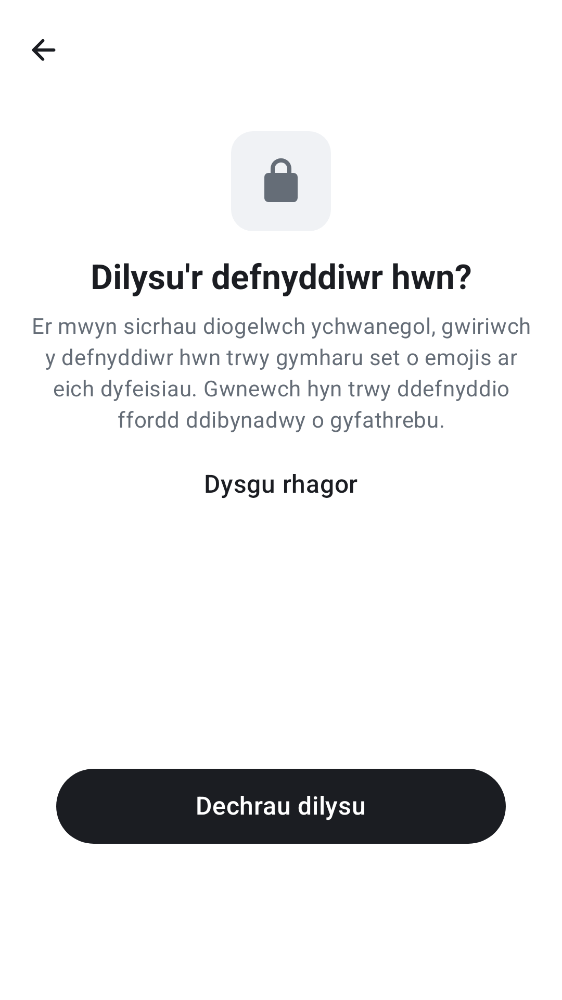 Dilysu'r defnyddiwr hwn?
Er mwyn sicrhau diogelwch ychwanegol, gwiriwch
y defnyddiwr hwn trwy gymharu set o emojis ar
eich dyfeisiau. Gwnewch hyn trwy ddefnyddio
ffordd ddibynadwy o gyfathrebu.
Dysgu rhagor
Dechrau dilysu